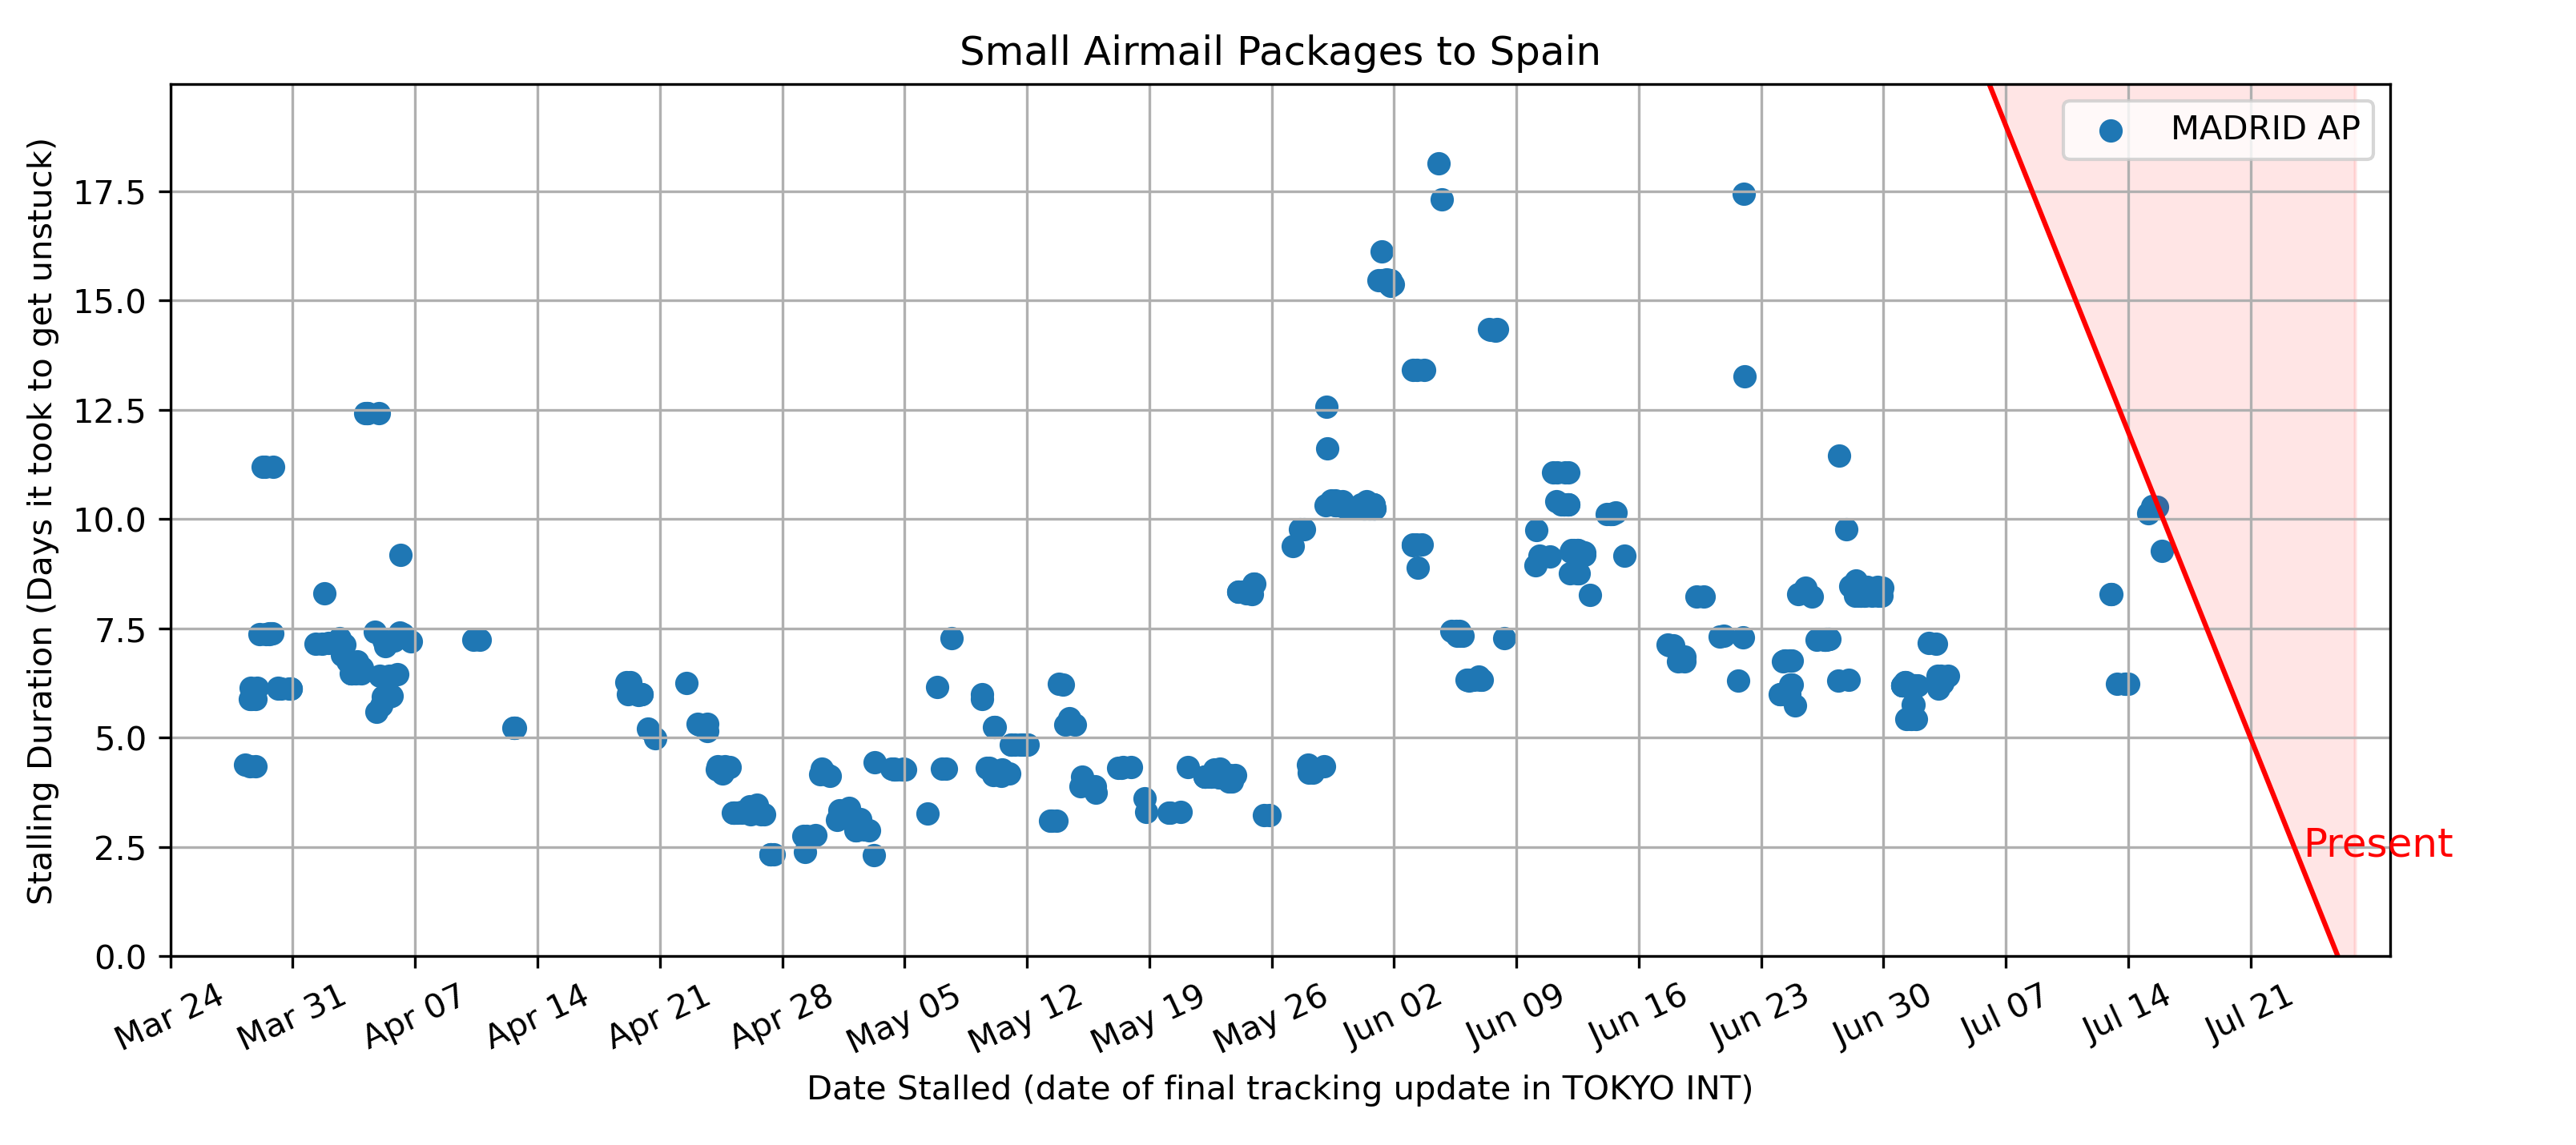 Small Airmail Packages to Spain
MADRID AP
Stalling Duration (Days it took to get unstuck)
17.5
15.0
12.5
10.0
7.5
5.0
2.5
0.0
Present
Mar 24
Mar 31
Apr 07
Apr 14
Apr 21
Apr 28
May 05
May 12
May 19
May 26
Jun 02
Jun 09
Jun 16
Jun 23
Jun 30
Jul 07
Jul 14
Jul 21
Date Stalled (date of final tracking update in TOKYO INT)